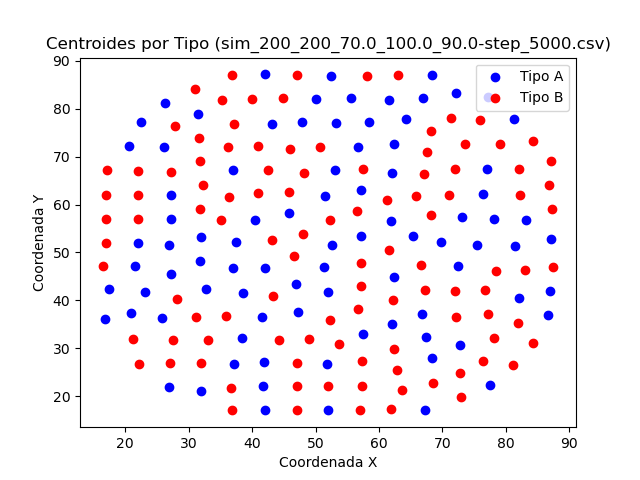 Centroides por Tipo (sim_200_200_70.0_100.0_90.0-step_5000.csv)
Tipo A
Tipo B
90
80
70
60
50
40
30
20
Coordenada Y
20 30 40 50 60 70 80 90
Coordenada X